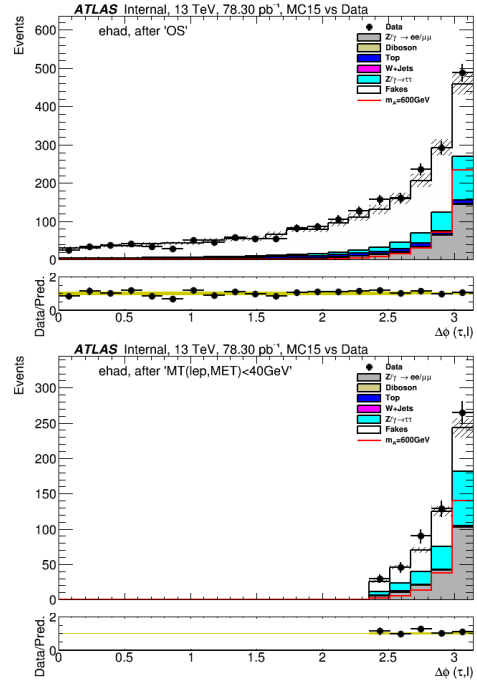 ATLAS Internal, 13 TeV, 78.30 pb⁻¹, MC15 vs Data
Events
ehad, after 'OS'
Data
Z/γ → ee/μμ
Diboson
Top
W+Jets
Z/γ→ττ
Fakes
m_A=600GeV
600
500
400
300
200
100
0
Data/Pred.
2
1
0
0 0.5 1 1.5 2 2.5 3
Δϕ (τ,l)
ATLAS Internal, 13 TeV, 78.30 pb⁻¹, MC15 vs Data
Events
ehad, after 'MT(lep,MET)<40GeV'
Data
Z/γ → ee/μμ
Diboson
Top
W+Jets
Z/γ→ττ
Fakes
m_A=600GeV
300
250
200
150
100
50
0
Data/Pred.
2
1
0
0 0.5 1 1.5 2 2.5 3
Δϕ (τ,l)